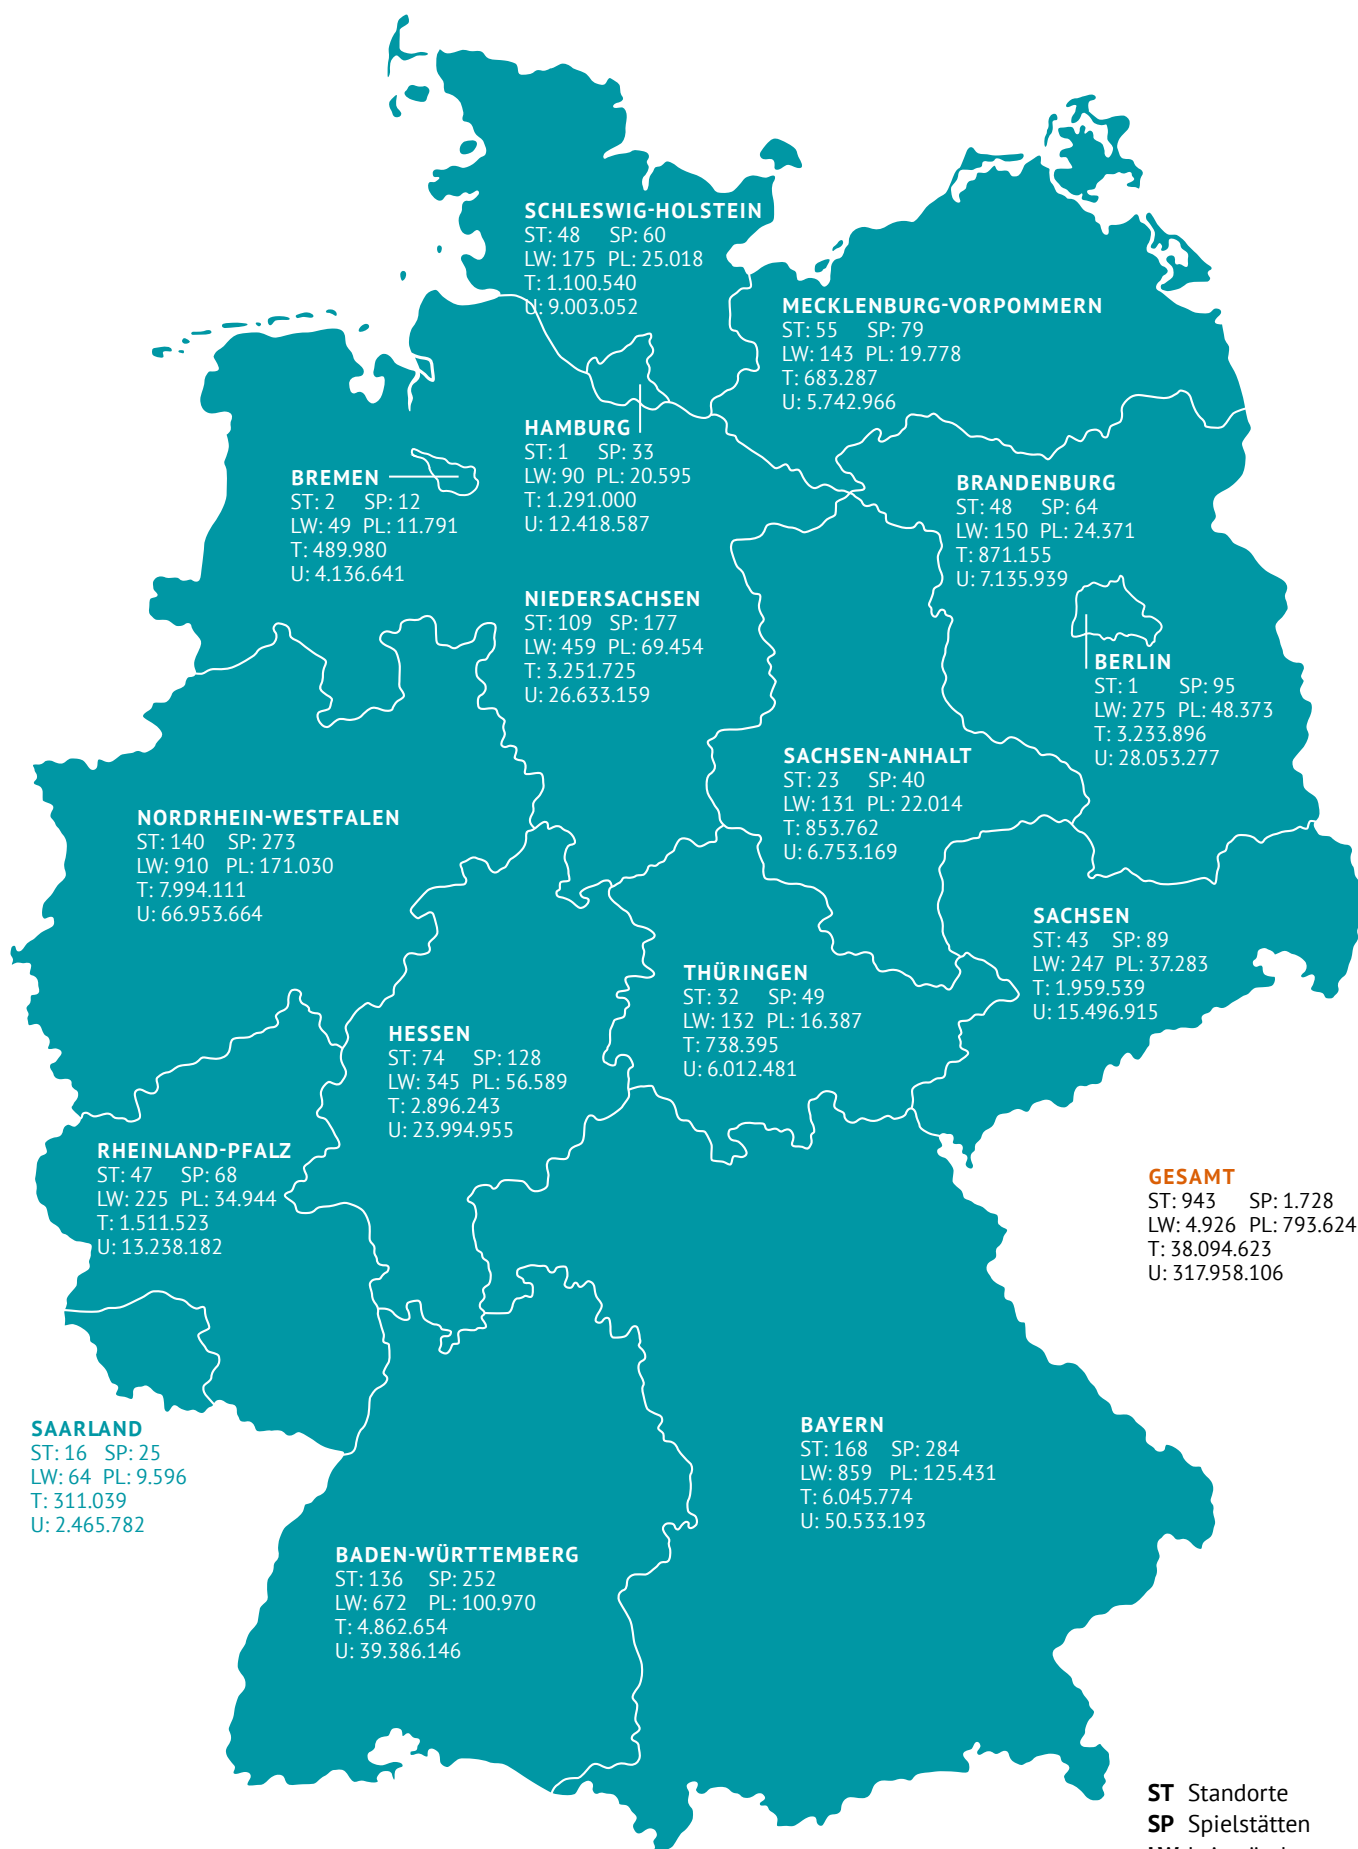 SCHLESWIG-HOLSTEIN
ST: 48 SP: 60
LW: 175 PL: 25.018
T: 1.100.540
U: 9.003.052
MECKLENBURG-VORPOMMERN
ST: 55 SP: 79
LW: 143 PL: 19.778
T: 683.287
U: 5.742.966
HAMBURG
ST: 1 SP: 33
LW: 90 PL: 20.595
T: 1.291.000
U: 12.418.587
BREMEN
ST: 2 SP: 12
LW: 49 PL: 11.791
T: 489.980
U: 4.136.641
BRANDENBURG
ST: 48 SP: 64
LW: 150 PL: 24.371
T: 871.155
U: 7.135.939
NIEDERSACHSEN
ST: 109 SP: 177
LW: 459 PL: 69.454
T: 3.251.725
U: 26.633.159
BERLIN
ST: 1 SP: 95
LW: 275 PL: 48.373
T: 3.233.896
U: 28.053.277
SACHSEN-ANHALT
ST: 23 SP: 40
LW: 131 PL: 22.014
T: 853.762
U: 6.753.169
NORDRHEIN-WESTFALEN
ST: 140 SP: 273
LW: 910 PL: 171.030
T: 7.994.111
U: 66.953.664
SACHSEN
ST: 43 SP: 89
LW: 247 PL: 37.283
T: 1.959.539
U: 15.496.915
THÜRINGEN
ST: 32 SP: 49
LW: 132 PL: 16.387
T: 738.395
U: 6.012.481
HESSEN
ST: 74 SP: 128
LW: 345 PL: 56.589
T: 2.896.243
U: 23.994.955
RHEINLAND-PFALZ
ST: 47 SP: 68
LW: 225 PL: 34.944
T: 1.511.523
U: 13.238.182
GESAMT
ST: 943 SP: 1.728
LW: 4.926 PL: 793.624
T: 38.094.623
U: 317.958.106
SAARLAND
ST: 16 SP: 25
LW: 64 PL: 9.596
T: 311.039
U: 2.465.782
BAYERN
ST: 168 SP: 284
LW: 859 PL: 125.431
T: 6.045.774
U: 50.533.193
BADEN-WÜRTTEMBERG
ST: 136 SP: 252
LW: 672 PL: 100.970
T: 4.862.654
U: 39.386.146
ST Standorte
SP Spielstätten